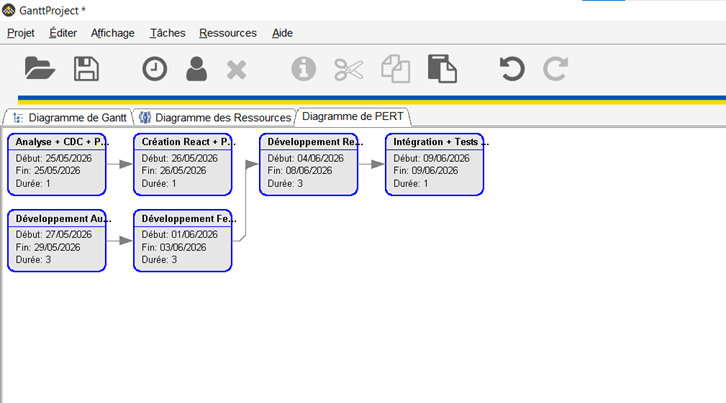 GanttProject *
Projet Éditer Affichage Tâches Ressources Aide
Diagramme de Gantt Diagramme des Ressources Diagramme de PERT
Analyse + CDC + P...
Début: 25/05/2026
Fin: 25/05/2026
Durée: 1
Création React + P...
Début: 26/05/2026
Fin: 26/05/2026
Durée: 1
Développement Re...
Début: 04/06/2026
Fin: 08/06/2026
Durée: 3
Intégration + Tests ...
Début: 09/06/2026
Fin: 09/06/2026
Durée: 1
Développement Au...
Début: 27/05/2026
Fin: 29/05/2026
Durée: 3
Développement Fe...
Début: 01/06/2026
Fin: 03/06/2026
Durée: 3